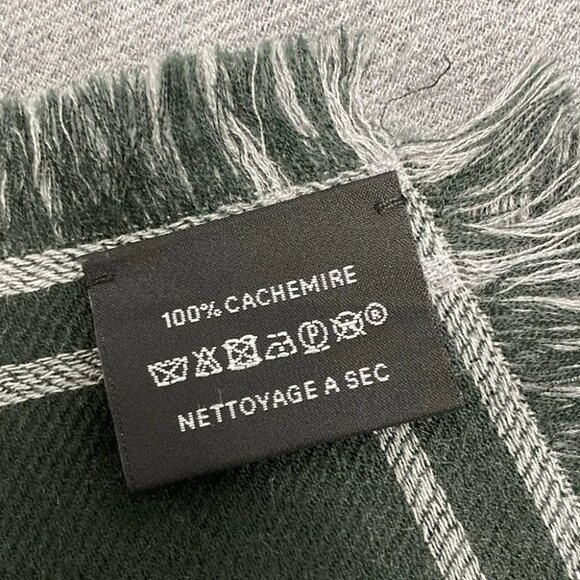 100% CACHEMIRE
P ®
NETTOYAGE A SEC